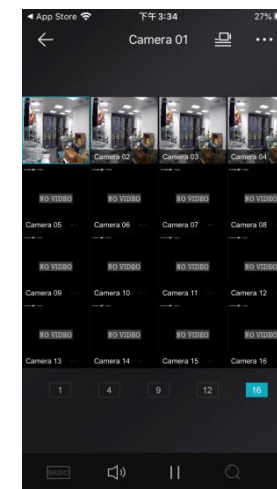 App Store 下午3:34 27%
Camera 01
Camera 02 Camera 03 Camera 04
NO VIDEO NO VIDEO NO VIDEO NO VIDEO
Camera 05 Camera 06 Camera 07 Camera 08
NO VIDEO NO VIDEO NO VIDEO NO VIDEO
Camera 09 Camera 10 Camera 11 Camera 12
NO VIDEO NO VIDEO NO VIDEO NO VIDEO
Camera 13 Camera 14 Camera 15 Camera 16
1 4 9 12 16
BASIC